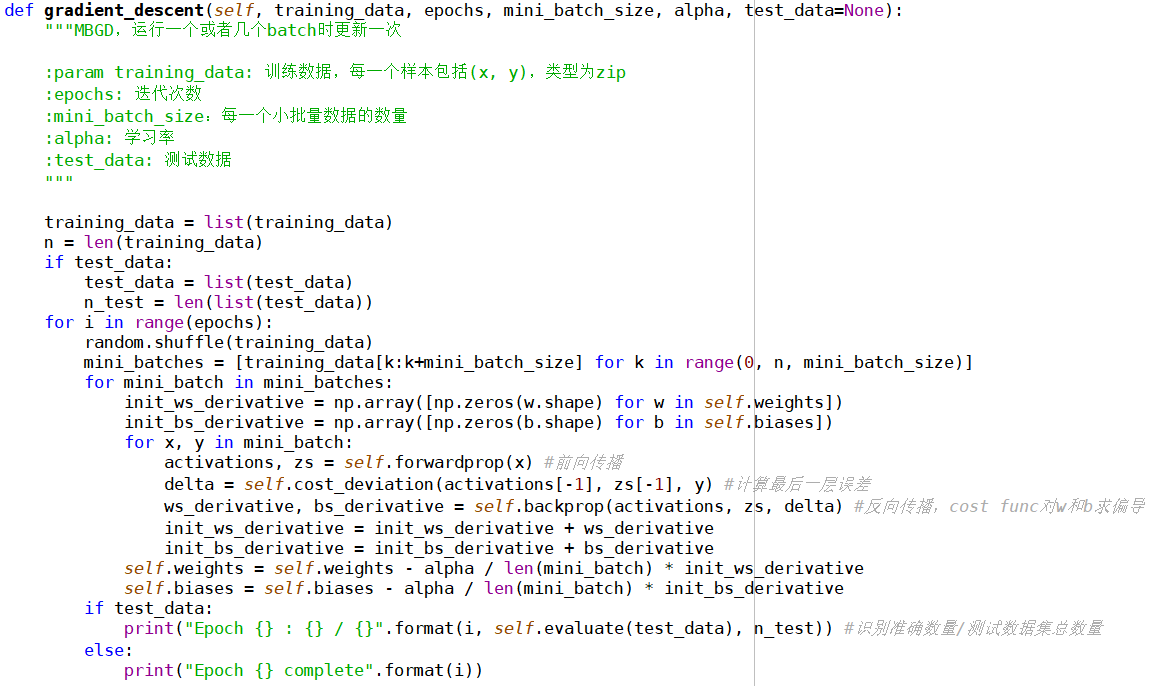 def gradient_descent(self, training_data, epochs, mini_batch_size, alpha, test_data=None):
    """MBGD，运行一个或者几个batch时更新一次

    :param training_data: 训练数据，每一个样本包括(x, y)，类型为zip
    :epochs: 迭代次数
    :mini_batch_size：每一个小批量数据的数量
    :alpha: 学习率
    :test_data: 测试数据
    """

    training_data = list(training_data)
    n = len(training_data)
    if test_data:
        test_data = list(test_data)
        n_test = len(list(test_data))
    for i in range(epochs):
        random.shuffle(training_data)
        mini_batches = [training_data[k:k+mini_batch_size] for k in range(0, n, mini_batch_size)]
        for mini_batch in mini_batches:
            init_ws_derivative = np.array([np.zeros(w.shape) for w in self.weights])
            init_bs_derivative = np.array([np.zeros(b.shape) for b in self.biases])
            for x, y in mini_batch:
                activations, zs = self.forwardprop(x) #前向传播
                delta = self.cost_deviation(activations[-1], zs[-1], y) #计算最后一层误差
                ws_derivative, bs_derivative = self.backprop(activations, zs, delta) #反向传播，cost func对w和b求偏导
                init_ws_derivative = init_ws_derivative + ws_derivative
                init_bs_derivative = init_bs_derivative + bs_derivative
            self.weights = self.weights - alpha / len(mini_batch) * init_ws_derivative
            self.biases = self.biases - alpha / len(mini_batch) * init_bs_derivative
        if test_data:
            print("Epoch {} : {} / {}".format(i, self.evaluate(test_data), n_test)) #识别准确数量/测试数据集总数量
        else:
            print("Epoch {} complete".format(i))